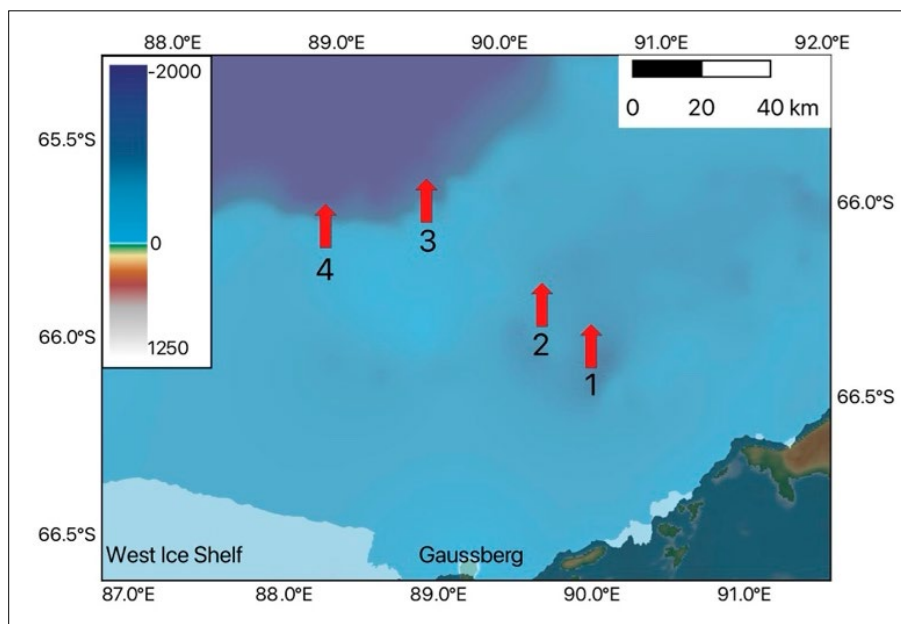 88.0°E 89.0°E 90.0°E 91.0°E 92.0°E
-2000
0
1250
0 20 40 km
65.5°S
66.0°S
66.5°S
66.0°S
66.5°S
4
3
2
1
West Ice Shelf
Gaussberg
87.0°E 88.0°E 89.0°E 90.0°E 91.0°E